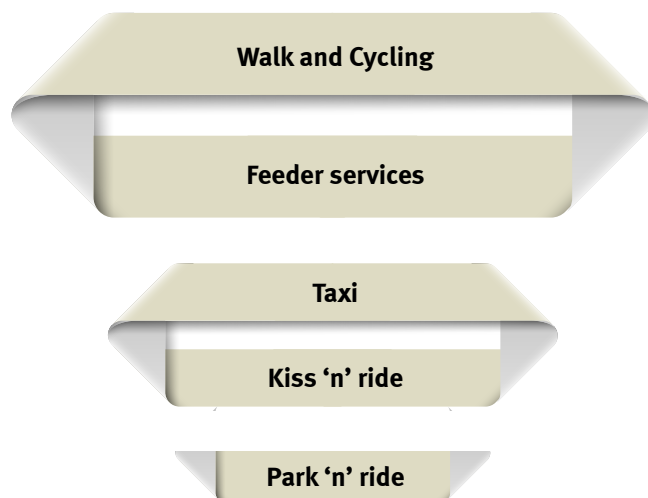 Walk and Cycling
Feeder services
Taxi
Kiss ‘n’ ride
Park ‘n’ ride